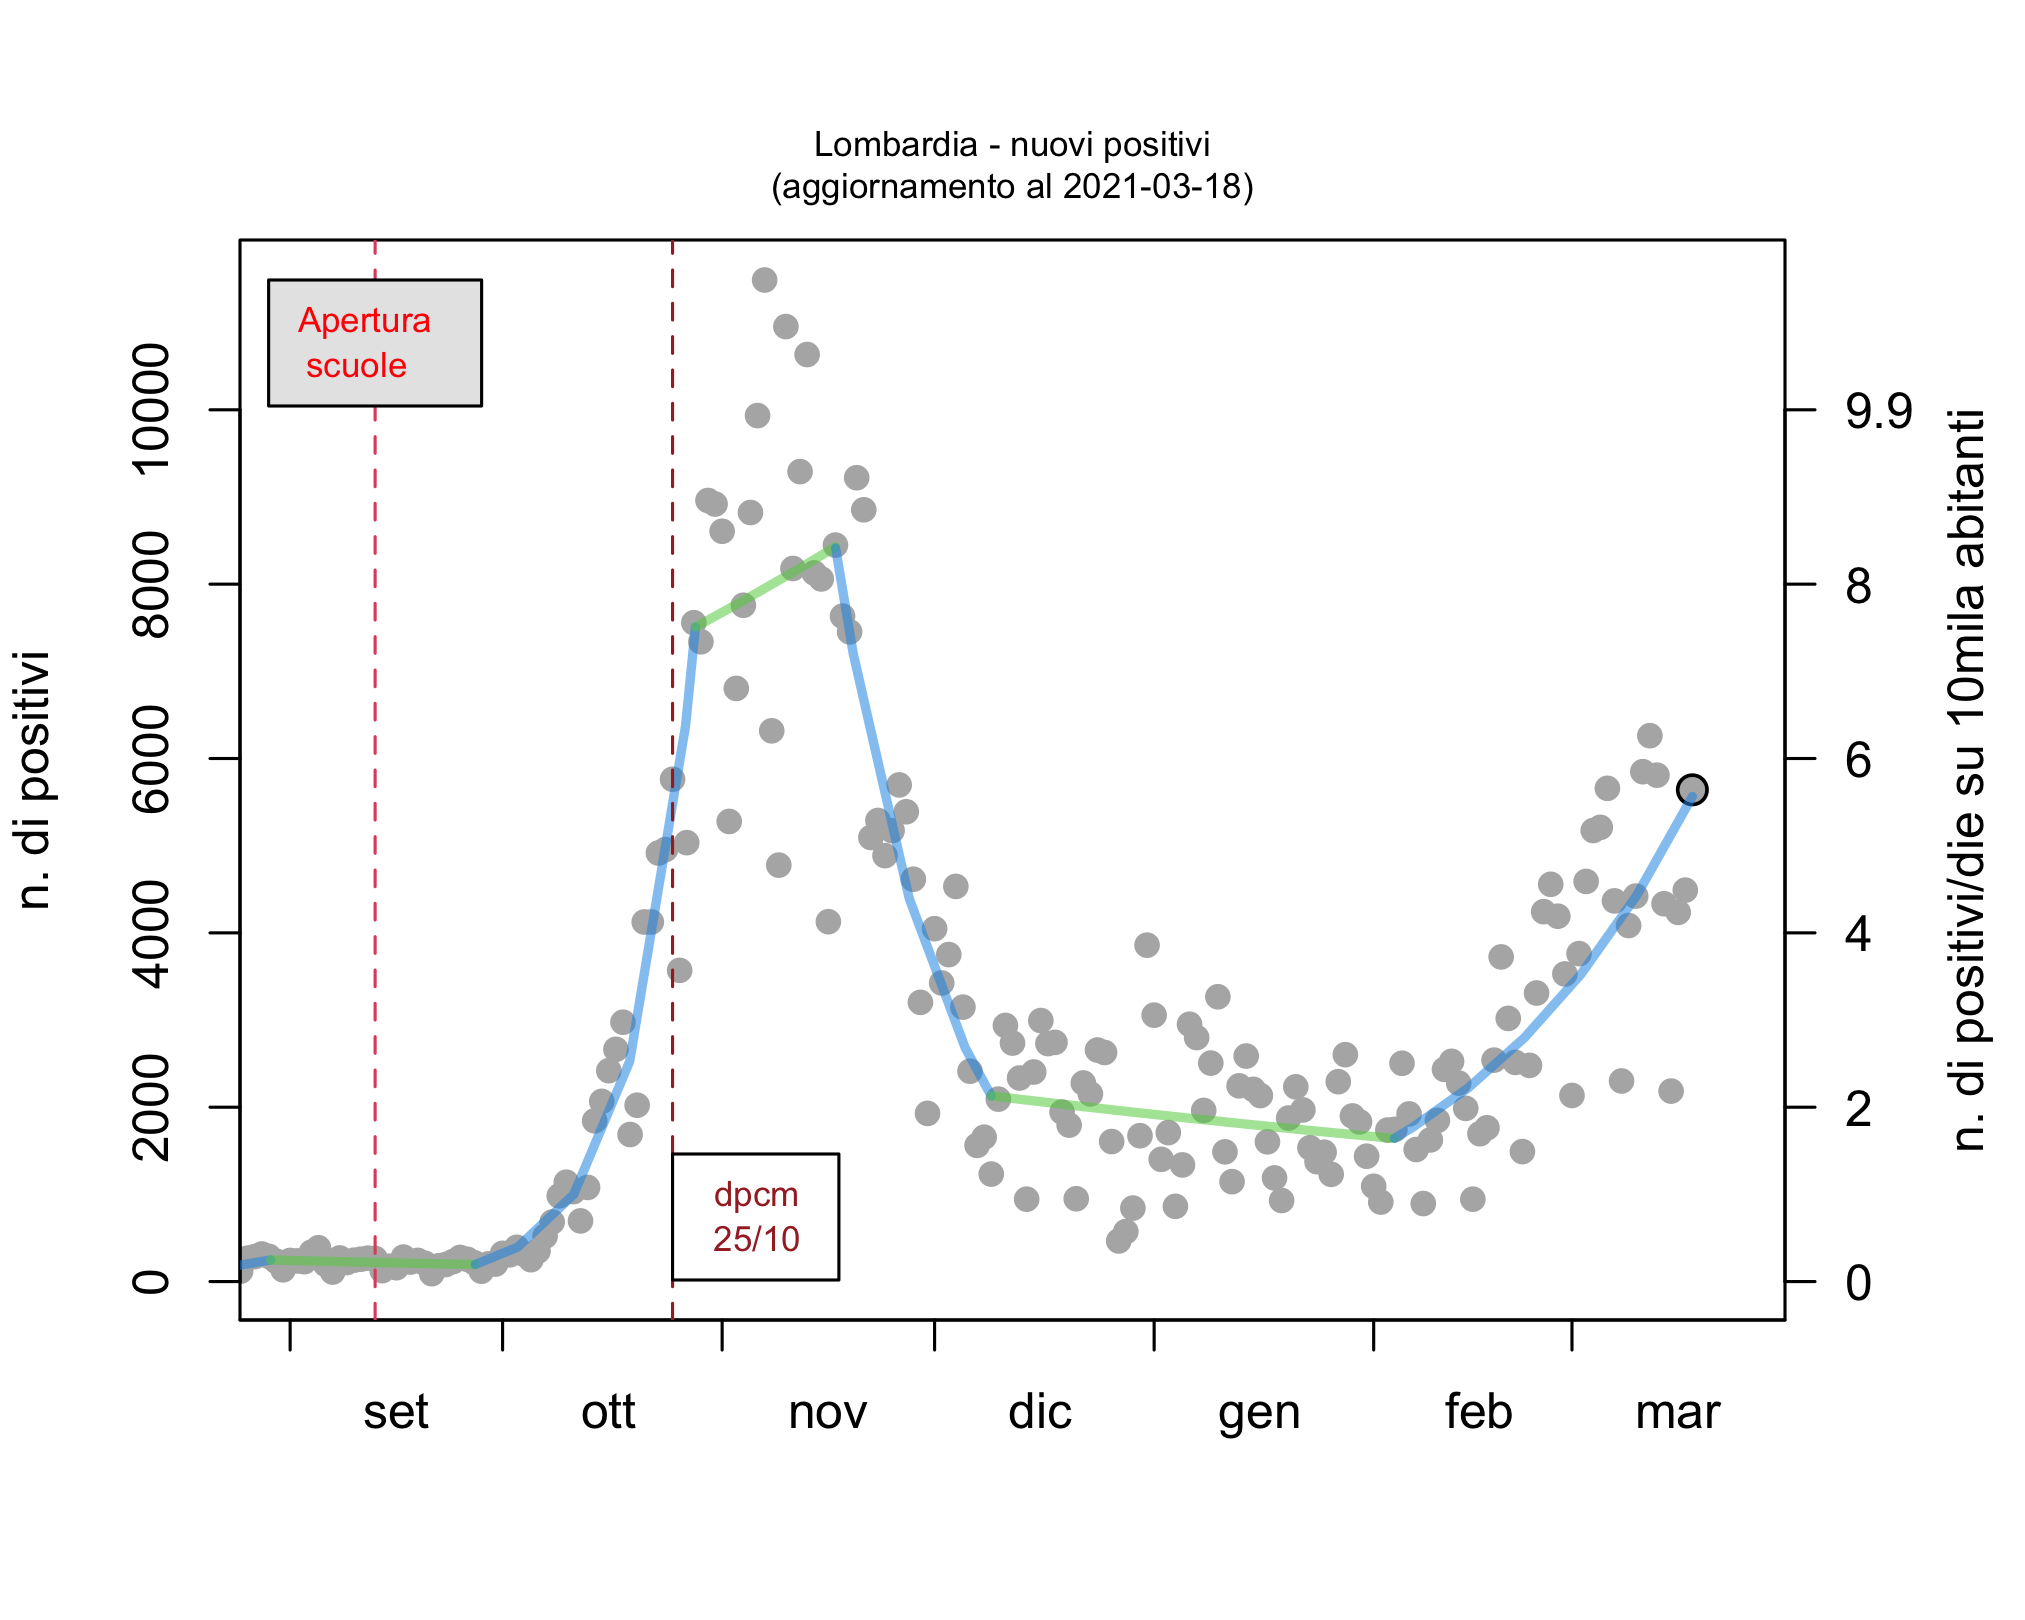 Lombardia - nuovi positivi
(aggiornamento al 2021-03-18)
Apertura
scuole
dpcm
25/10
n. di positivi
0
2000
4000
6000
8000
10000
set
ott
nov
dic
gen
feb
mar
0
2
4
6
8
9.9
n. di positivi/die su 10mila abitanti